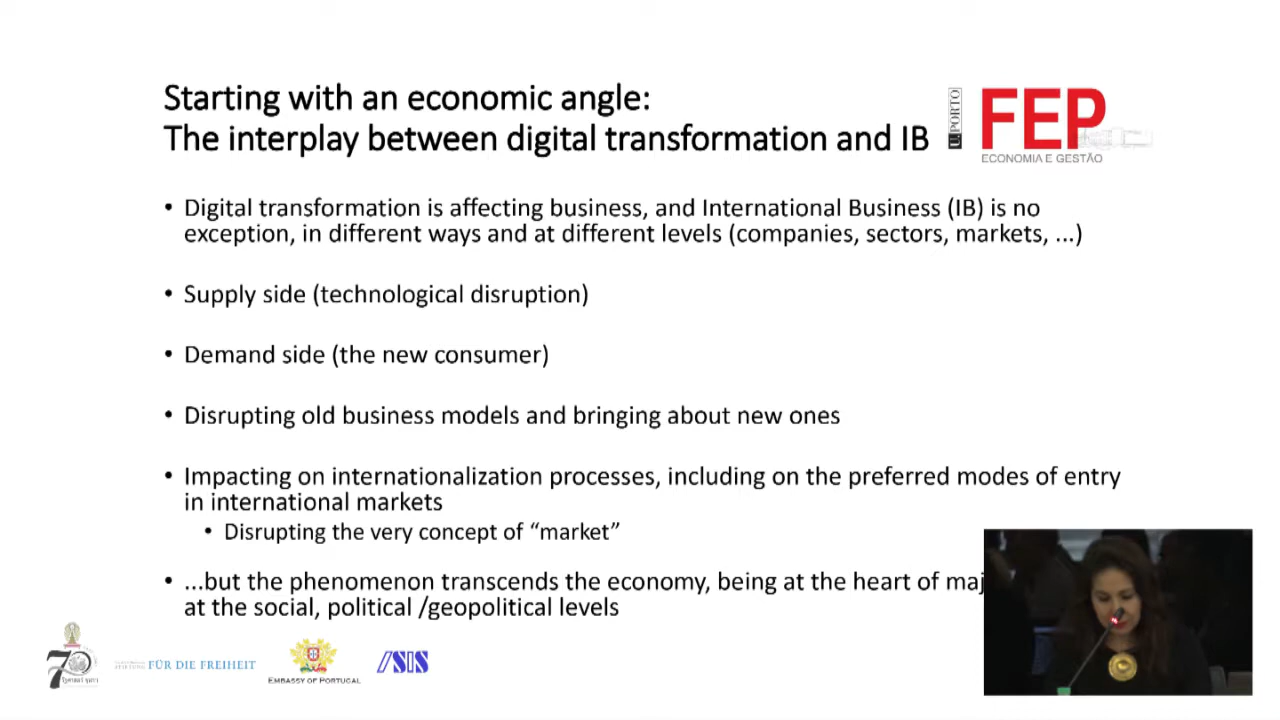 Starting with an economic angle:
The interplay between digital transformation and IB
U.PORTO
FEP
ECONOMIA E GESTÃO
• Digital transformation is affecting business, and International Business (IB) is no
exception, in different ways and at different levels (companies, sectors, markets, ...)
• Supply side (technological disruption)
• Demand side (the new consumer)
• Disrupting old business models and bringing about new ones
• Impacting on internationalization processes, including on the preferred modes of entry
in international markets
• Disrupting the very concept of “market”
• ...but the phenomenon transcends the economy, being at the heart of maj
at the social, political /geopolitical levels
70
FÜR DIE FREIHEIT
EMBASSY OF PORTUGAL
ISIS